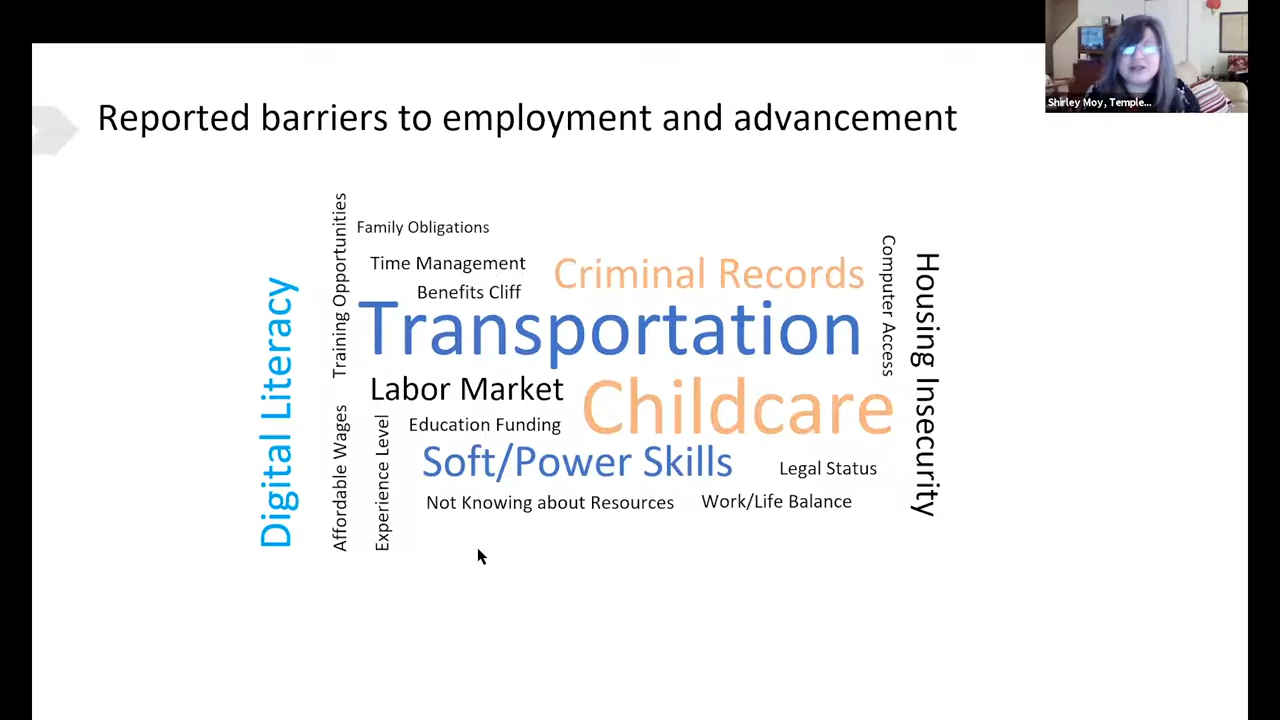 Shirley Moy, Temple...
Reported barriers to employment and advancement
Digital Literacy
Training Opportunities
Family Obligations
Time Management
Benefits Cliff
Criminal Records
Transportation
Computer Access
Housing Insecurity
Labor Market
Childcare
Affordable Wages
Experience Level
Education Funding
Soft/Power Skills
Legal Status
Not Knowing about Resources
Work/Life Balance